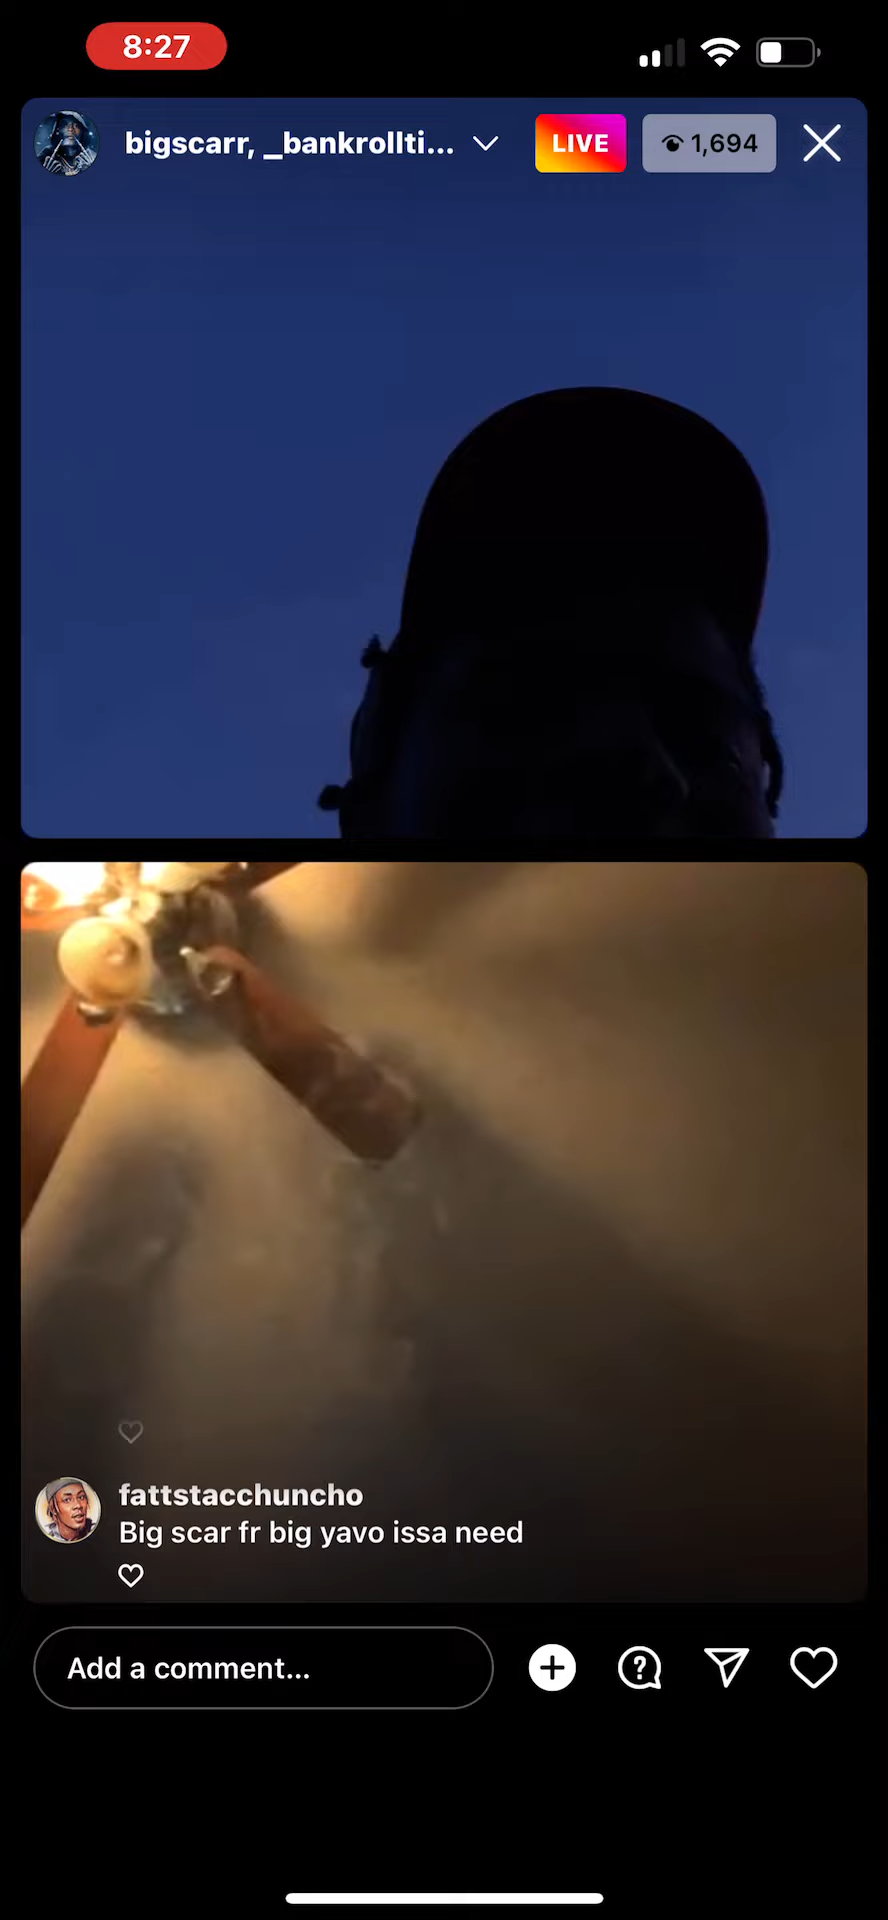 8:27
bigscarr, _bankrollti...
LIVE
1,694
fattstacchuncho
Big scar fr big yavo issa need
Add a comment...